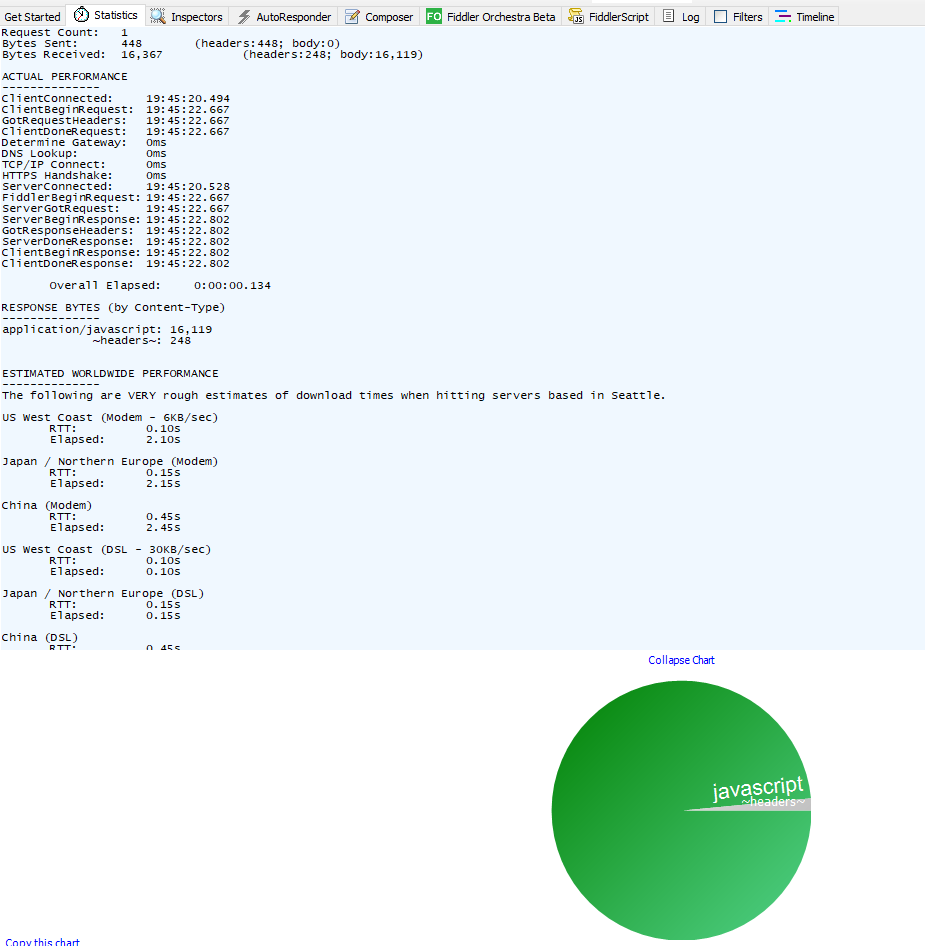 Get Started Statistics Inspectors AutoResponder Composer FO Fiddler Orchestra Beta JS FiddlerScript Log Filters Timeline
Request Count: 1
Bytes Sent: 448 (headers:448; body:0)
Bytes Received: 16,367 (headers:248; body:16,119)
ACTUAL PERFORMANCE
--------------
ClientConnected: 19:45:20.494
ClientBeginRequest: 19:45:22.667
GotRequestHeaders: 19:45:22.667
ClientDoneRequest: 19:45:22.667
Determine Gateway: 0ms
DNS Lookup: 0ms
TCP/IP Connect: 0ms
HTTPS Handshake: 0ms
ServerConnected: 19:45:20.528
FiddlerBeginRequest: 19:45:22.667
ServerGotRequest: 19:45:22.667
ServerBeginResponse: 19:45:22.802
GotResponseHeaders: 19:45:22.802
ServerDoneResponse: 19:45:22.802
ClientBeginResponse: 19:45:22.802
ClientDoneResponse: 19:45:22.802
Overall Elapsed: 0:00:00.134
RESPONSE BYTES (by Content-Type)
--------------
application/javascript: 16,119
~headers~: 248
ESTIMATED WORLDWIDE PERFORMANCE
--------------
The following are VERY rough estimates of download times when hitting servers based in Seattle.
US West Coast (Modem - 6KB/sec)
RTT: 0.10s
Elapsed: 2.10s
Japan / Northern Europe (Modem)
RTT: 0.15s
Elapsed: 2.15s
China (Modem)
RTT: 0.45s
Elapsed: 2.45s
US West Coast (DSL - 30KB/sec)
RTT: 0.10s
Elapsed: 0.10s
Japan / Northern Europe (DSL)
RTT: 0.15s
Elapsed: 0.15s
China (DSL)
RTT: 0.45s
Collapse Chart
javascript
~headers~
Copy this chart